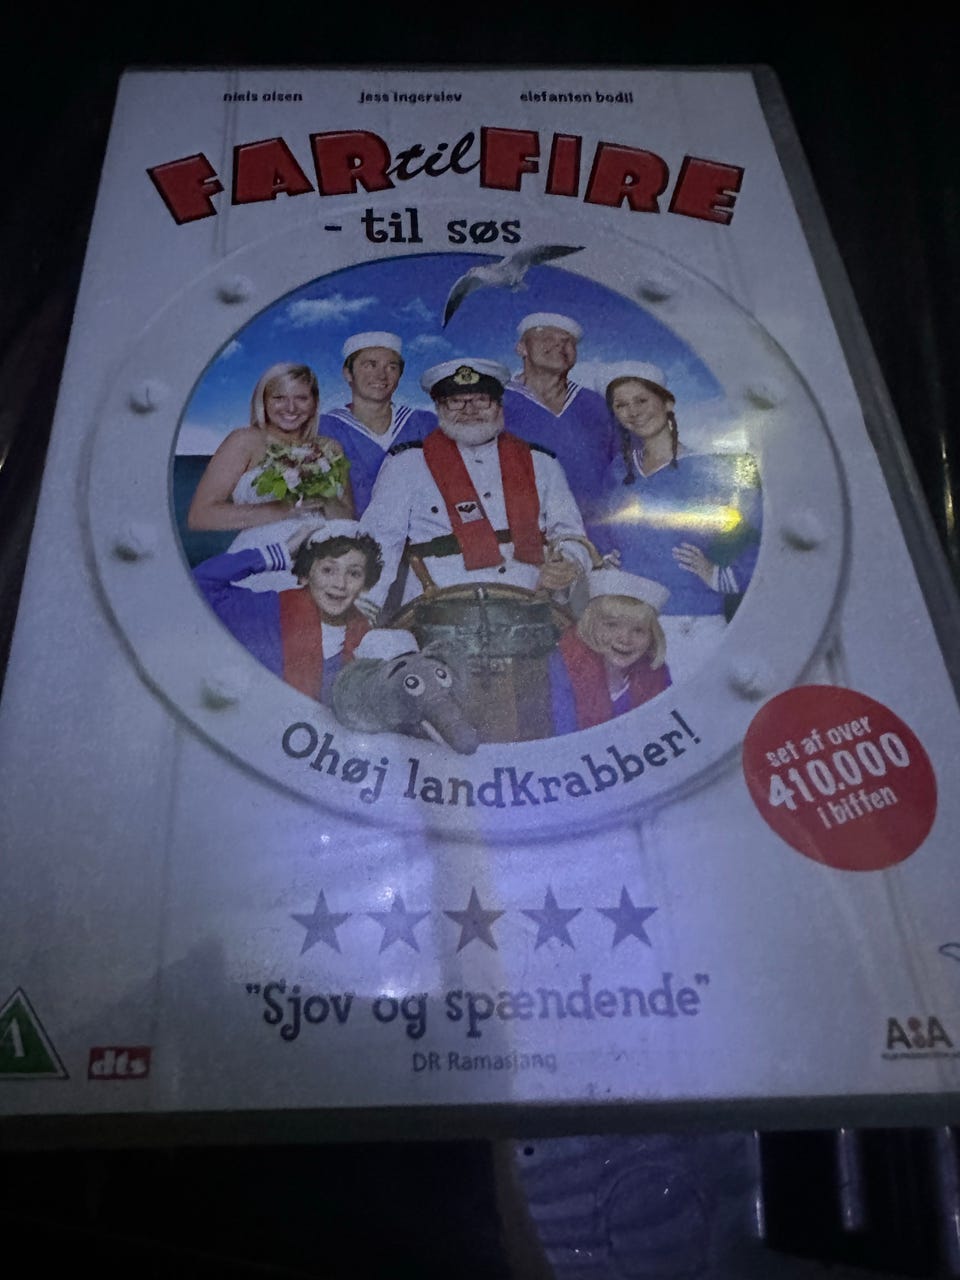 niels olsen jess ingerslev elefanten bodil
FAR til FIRE
- til søs
Ohøj landkrabber!
set af over
410.000
i biffen
"Sjov og spændende"
DR Ramasjang
A
dts
A&A